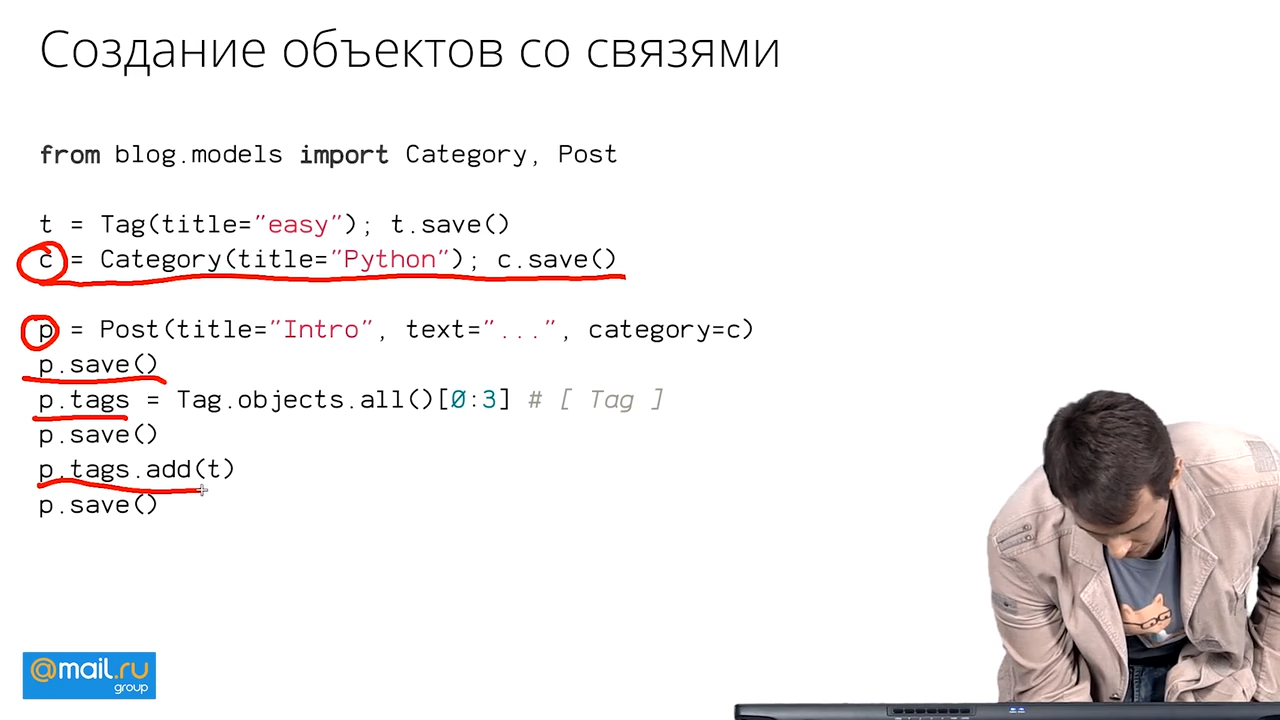 Создание объектов со связями
from blog.models import Category, Post
t = Tag(title="easy"); t.save()
c = Category(title="Python"); c.save()
p = Post(title="Intro", text="...", category=c)
p.save()
p.tags = Tag.objects.all()[0:3] # [ Tag ]
p.save()
p.tags.add(t)
p.save()
@mail.ru
group